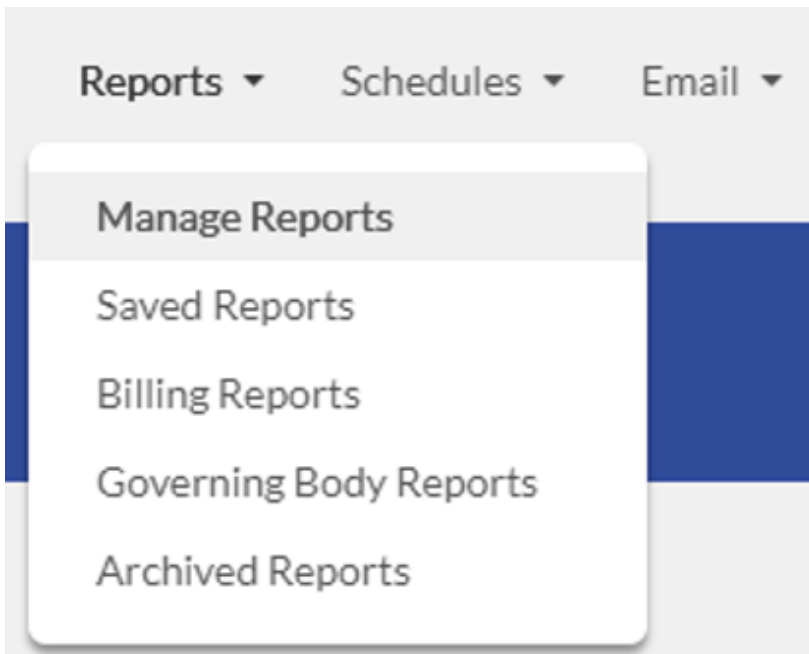 Reports Schedules Email
Manage Reports
Saved Reports
Billing Reports
Governing Body Reports
Archived Reports